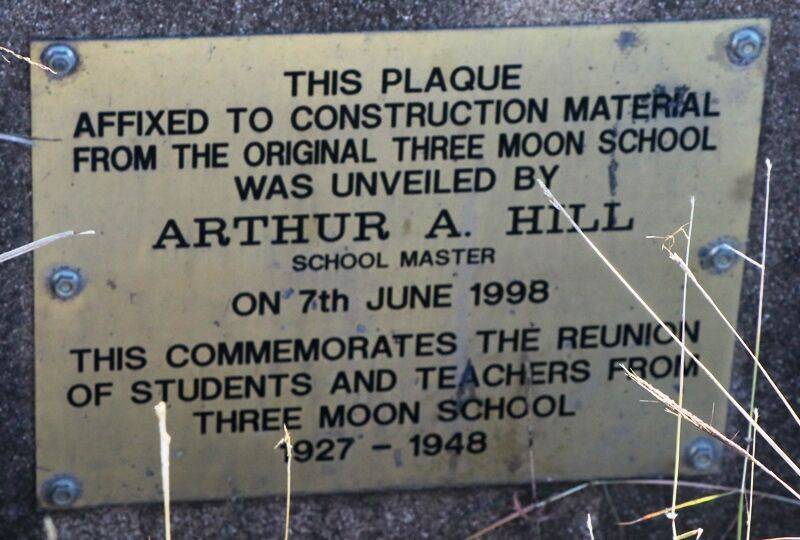 THIS PLAQUE
AFFIXED TO CONSTRUCTION MATERIAL
FROM THE ORIGINAL THREE MOON SCHOOL
WAS UNVEILED BY
ARTHUR A. HILL
SCHOOL MASTER
ON 7th JUNE 1998
THIS COMMEMORATES THE REUNION
OF STUDENTS AND TEACHERS FROM
THREE MOON SCHOOL
1927 - 1948